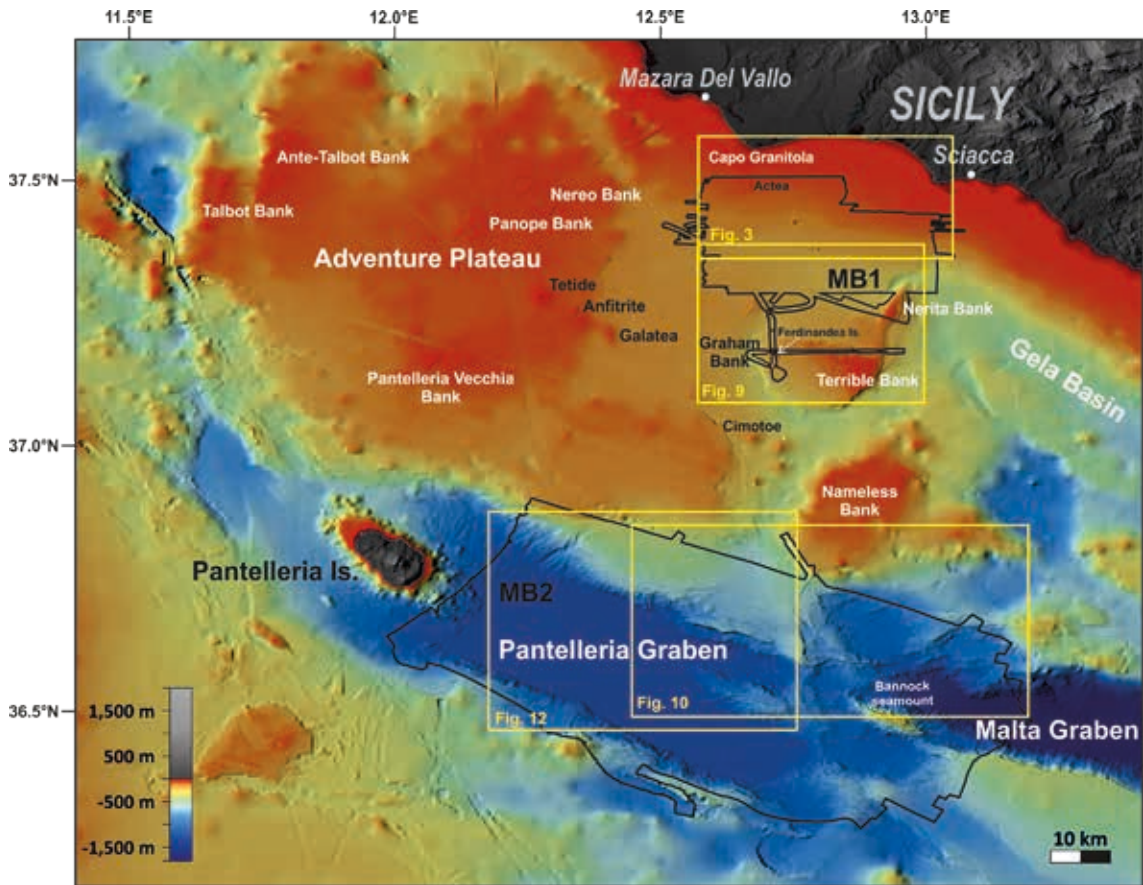 11.5°E
12.0°E
12.5°E
13.0°E
Mazara Del Vallo
SICILY
Sciacca
Ante-Talbot Bank
Capo Granitola
37.5°N
Actea
Nereo Bank
Talbot Bank
Panope Bank
Fig. 3
Adventure Plateau
MB1
Tetide
Anfitrite
Nerita Bank
Galatea
Ferdinandea Is.
Graham
Bank
Gela Basin
Pantelleria Vecchia
Bank
Terrible Bank
Fig. 9
Cimotoe
37.0°N
Nameless
Bank
Pantelleria Is.
MB2
Pantelleria Graben
Bannock
seamount
Fig. 10
36.5°N
Fig. 12
Malta Graben
1,500 m
500 m
-500 m
-1,500 m
10 km